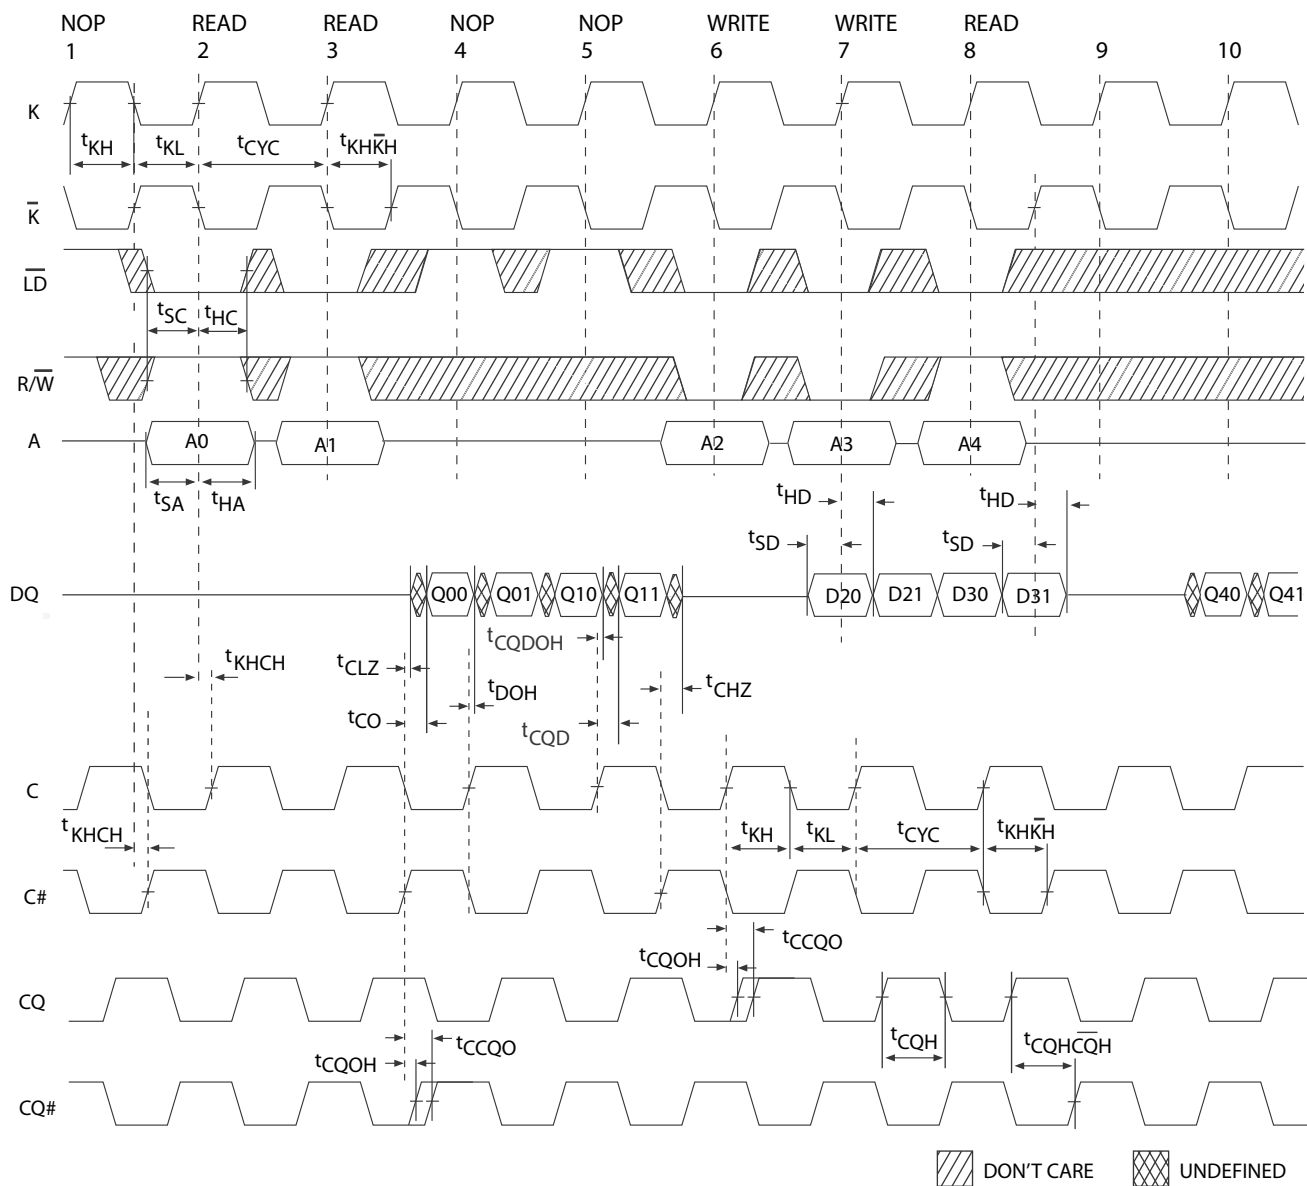 NOP READ READ NOP NOP WRITE WRITE READ
1 2 3 4 5 6 7 8 9 10
K
tKH tKL tCYC tKHK̅H
K̅
L̅D̅
tSC tHC
R/W̅
A A0 A1 A2 A3 A4
tSA tHA tHD tHD
tSD tSD
DQ Q00 Q01 Q10 Q11 D20 D21 D30 D31 Q40 Q41
tCQDOH
tKHCH tCLZ tDOH tCHZ
tCO tCQD
C
tKHCH tKH tKL tCYC tKHK̅H
C#
tCCQO
tCQOH
CQ
tCCQO tCQH tCQHC̅Q̅H
tCQOH
CQ#
DON'T CARE UNDEFINED